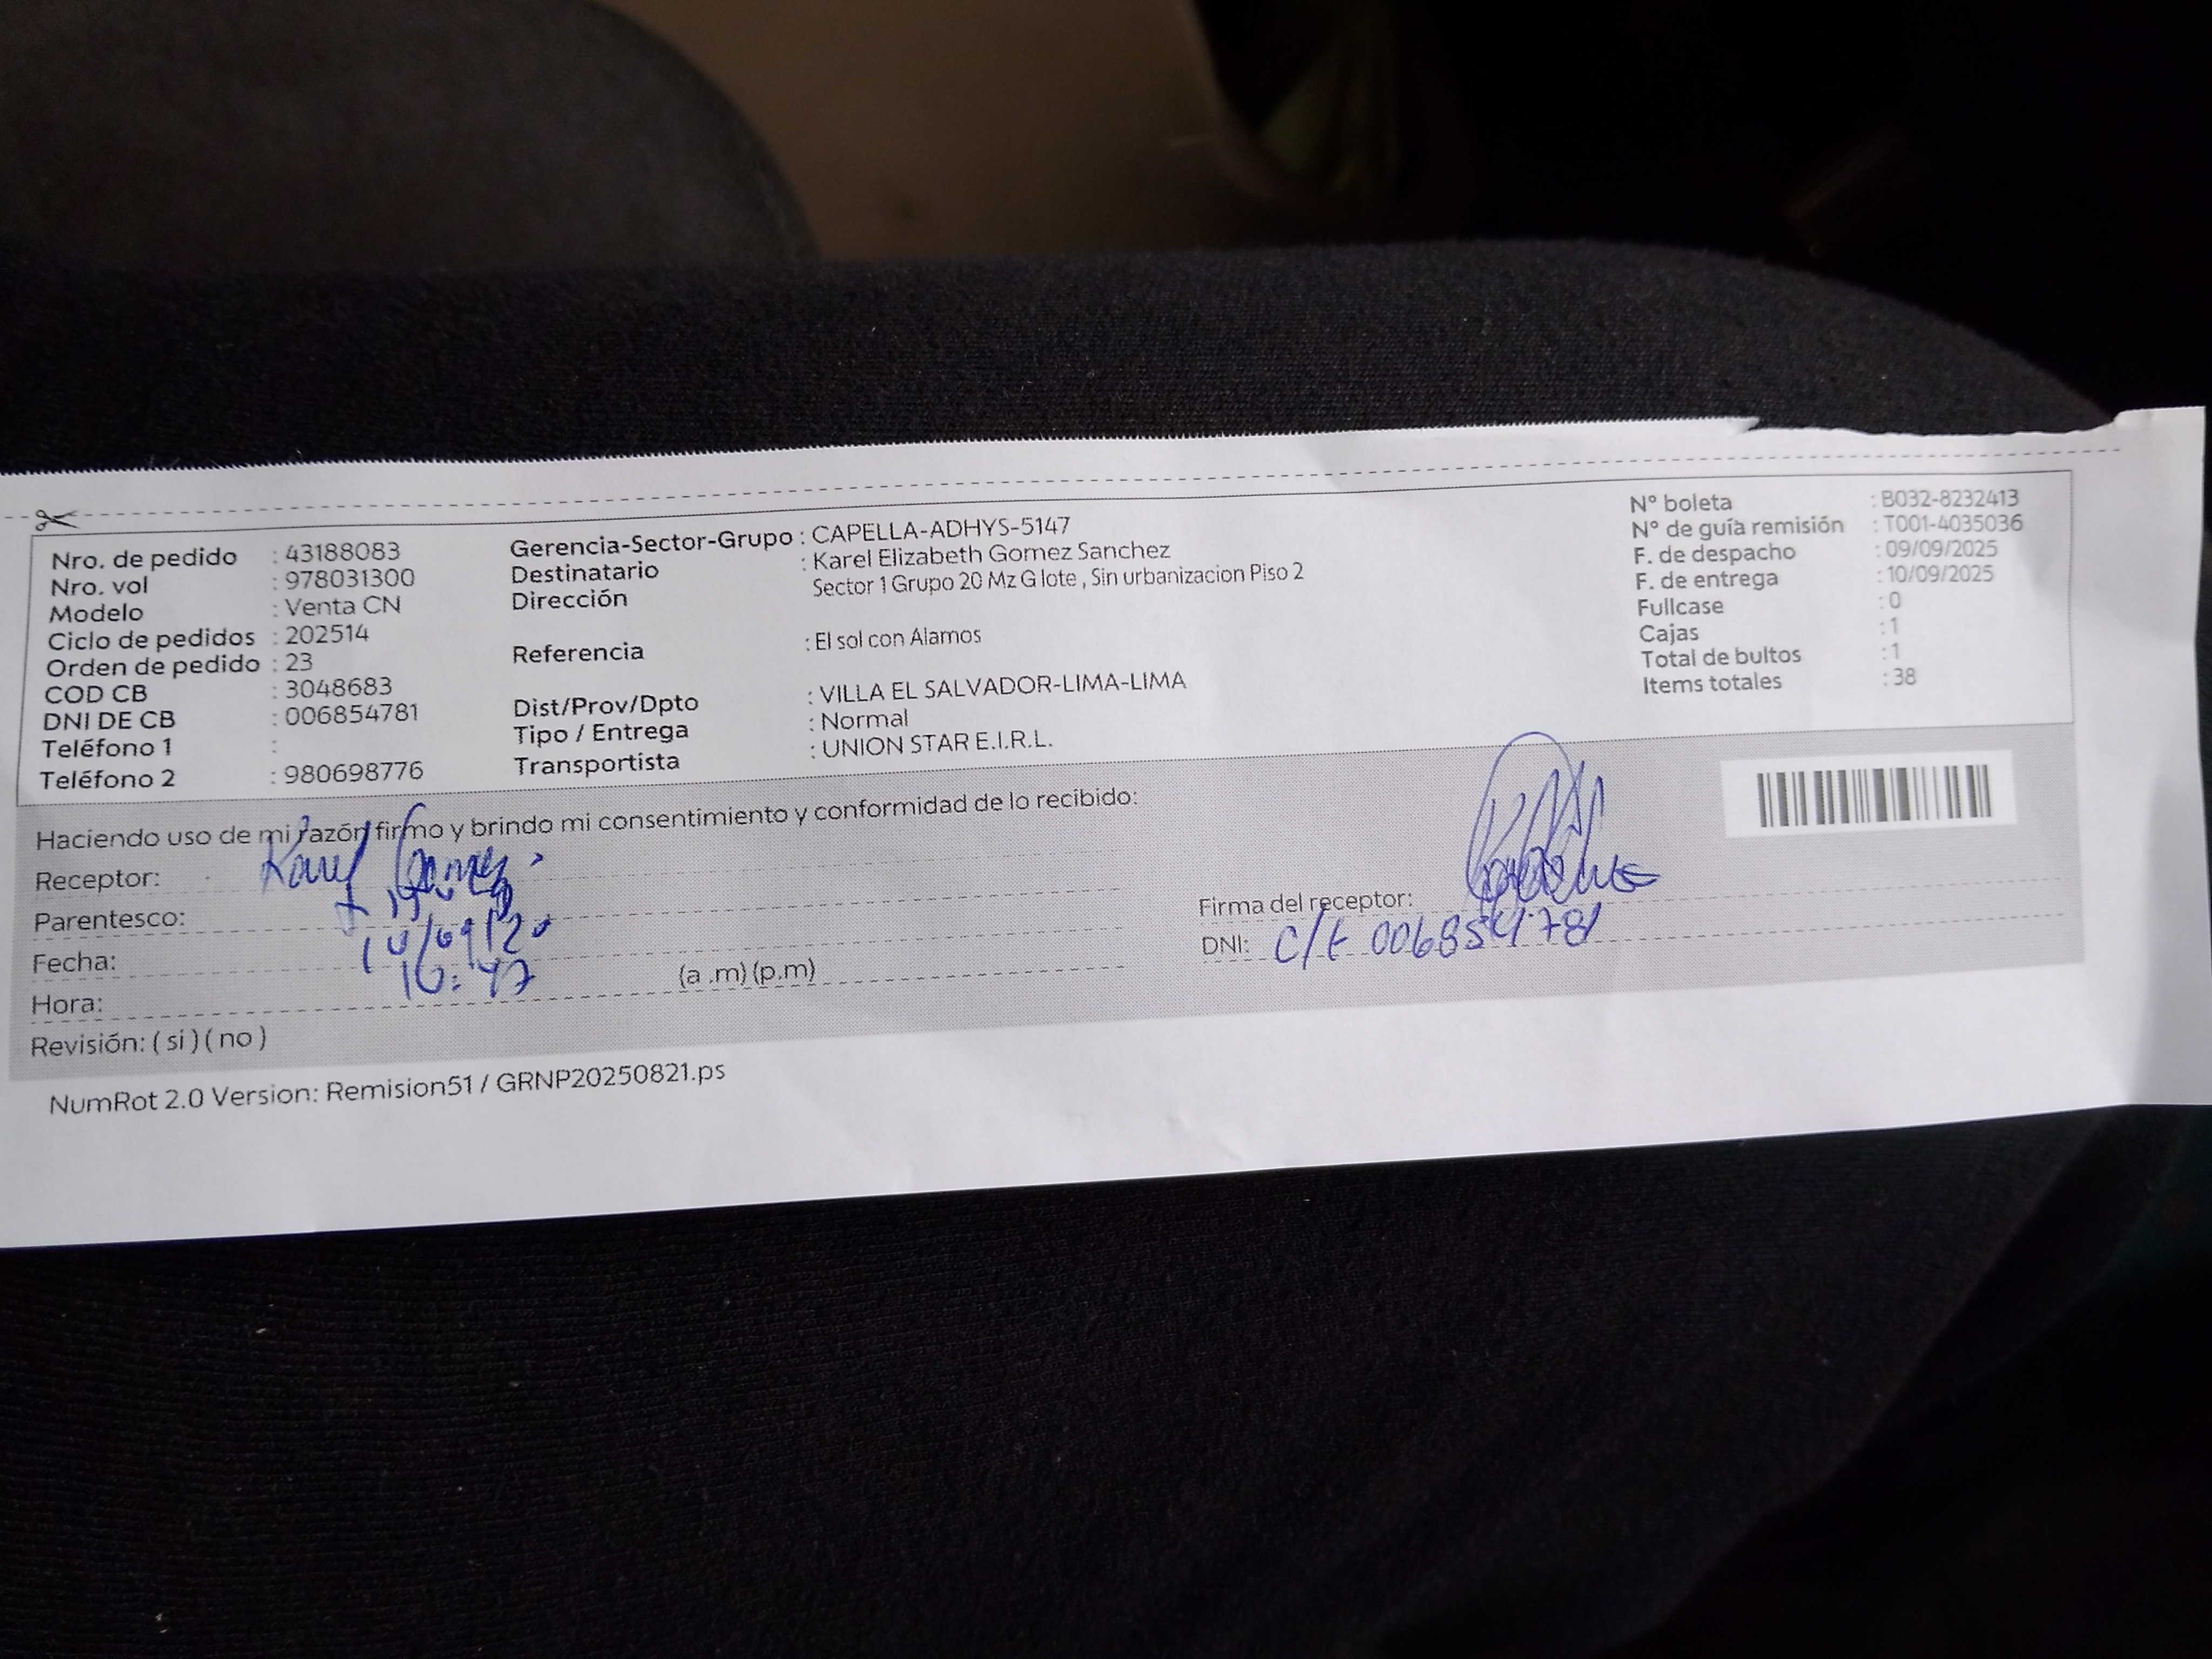 Nro. de pedido : 43188083
Nro. vol : 978031300
Modelo : Venta CN
Ciclo de pedidos : 202514
Orden de pedido : 23
COD CB : 3048683
DNI DE CB : 006854781
Teléfono 1 :
Teléfono 2 : 980698776
Gerencia-Sector-Grupo : CAPELLA-ADHYS-5147
Destinatario : Karel Elizabeth Gomez Sanchez
Dirección Sector 1 Grupo 20 Mz G lote , Sin urbanizacion Piso 2
Referencia : El sol con Alamos
Dist/Prov/Dpto : VILLA EL SALVADOR-LIMA-LIMA
Tipo / Entrega : Normal
Transportista : UNION STAR E.I.R.L.
N° boleta : B032-8232413
N° de guía remisión : T001-4035036
F. de despacho : 09/09/2025
F. de entrega : 10/09/2025
Fullcase : 0
Cajas : 1
Total de bultos : 1
Items totales : 38
Haciendo uso de mi razón firmo y brindo mi consentimiento y conformidad de lo recibido:
Receptor: Karel Gomez
Parentesco:
Fecha: 10/09/20
Hora: 10:47 (a .m) (p.m)
Revisión: ( si ) ( no )
Firma del receptor:
DNI: C/E 006854781
NumRot 2.0 Version: Remision51 / GRNP20250821.ps